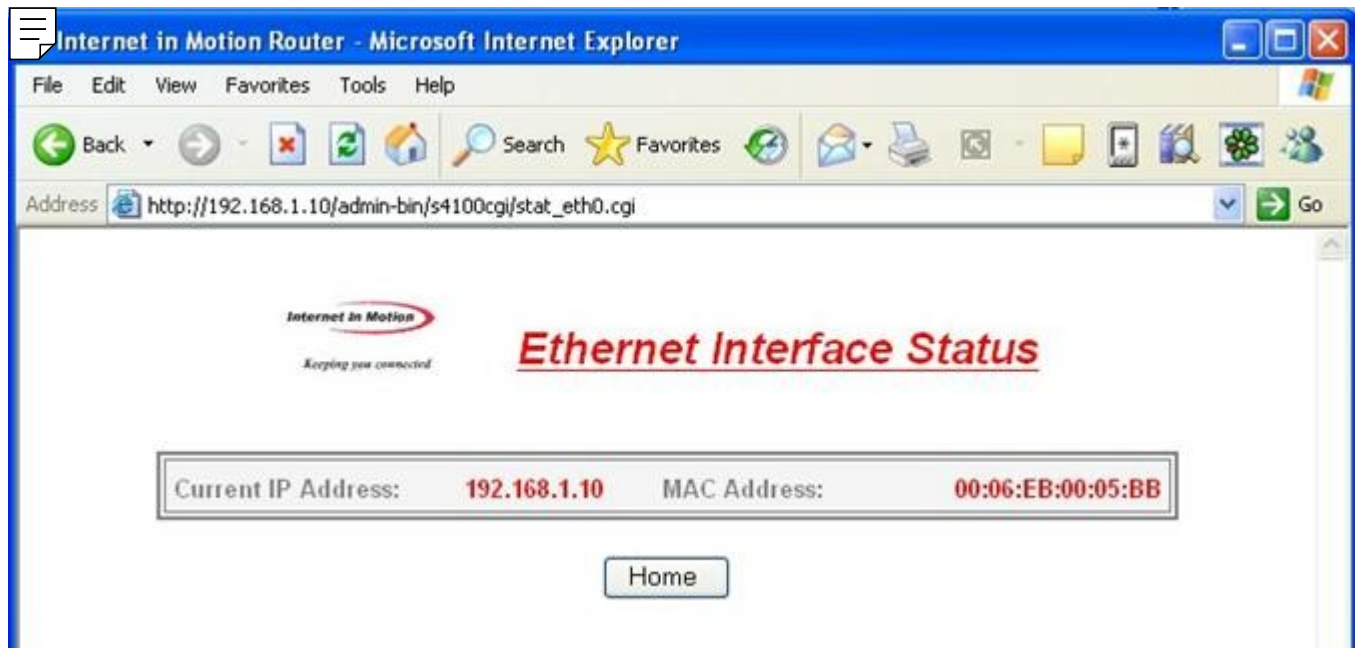 Internet in Motion Router - Microsoft Internet Explorer
File Edit View Favorites Tools Help
Back Search Favorites
Address http://192.168.1.10/admin-bin/s4100cgi/stat_eth0.cgi Go
Internet In Motion
Keeping you connected
Ethernet Interface Status
Current IP Address: 192.168.1.10 MAC Address: 00:06:EB:00:05:BB
Home